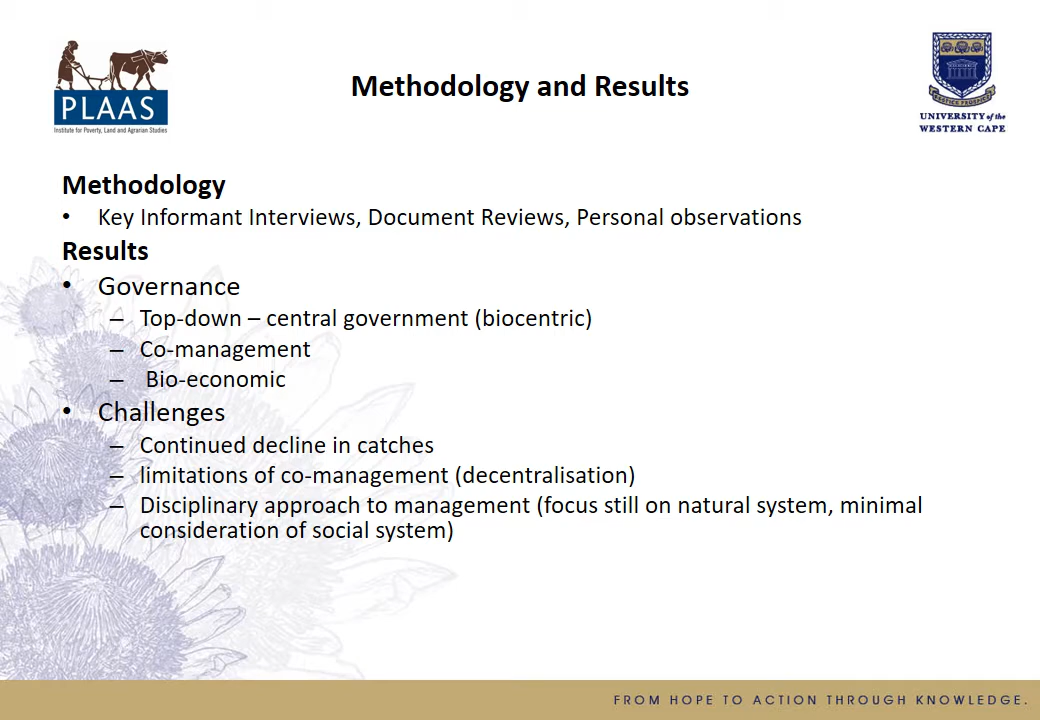 PLAAS
Institute for Poverty, Land and Agrarian Studies
Methodology and Results
UNIVERSITY of the
WESTERN CAPE
Methodology
• Key Informant Interviews, Document Reviews, Personal observations
Results
• Governance
– Top-down – central government (biocentric)
– Co-management
– Bio-economic
• Challenges
– Continued decline in catches
– limitations of co-management (decentralisation)
– Disciplinary approach to management (focus still on natural system, minimal
consideration of social system)
FROM HOPE TO ACTION THROUGH KNOWLEDGE.